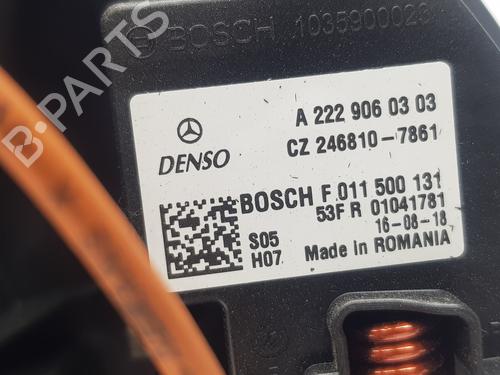 BOSCH 1035900023
A 222 906 03 03
CZ 246810-7861
DENSO
BOSCH F 011 500 131
53F R 01041781
16-08-18
S05
H07
Made in ROMANIA